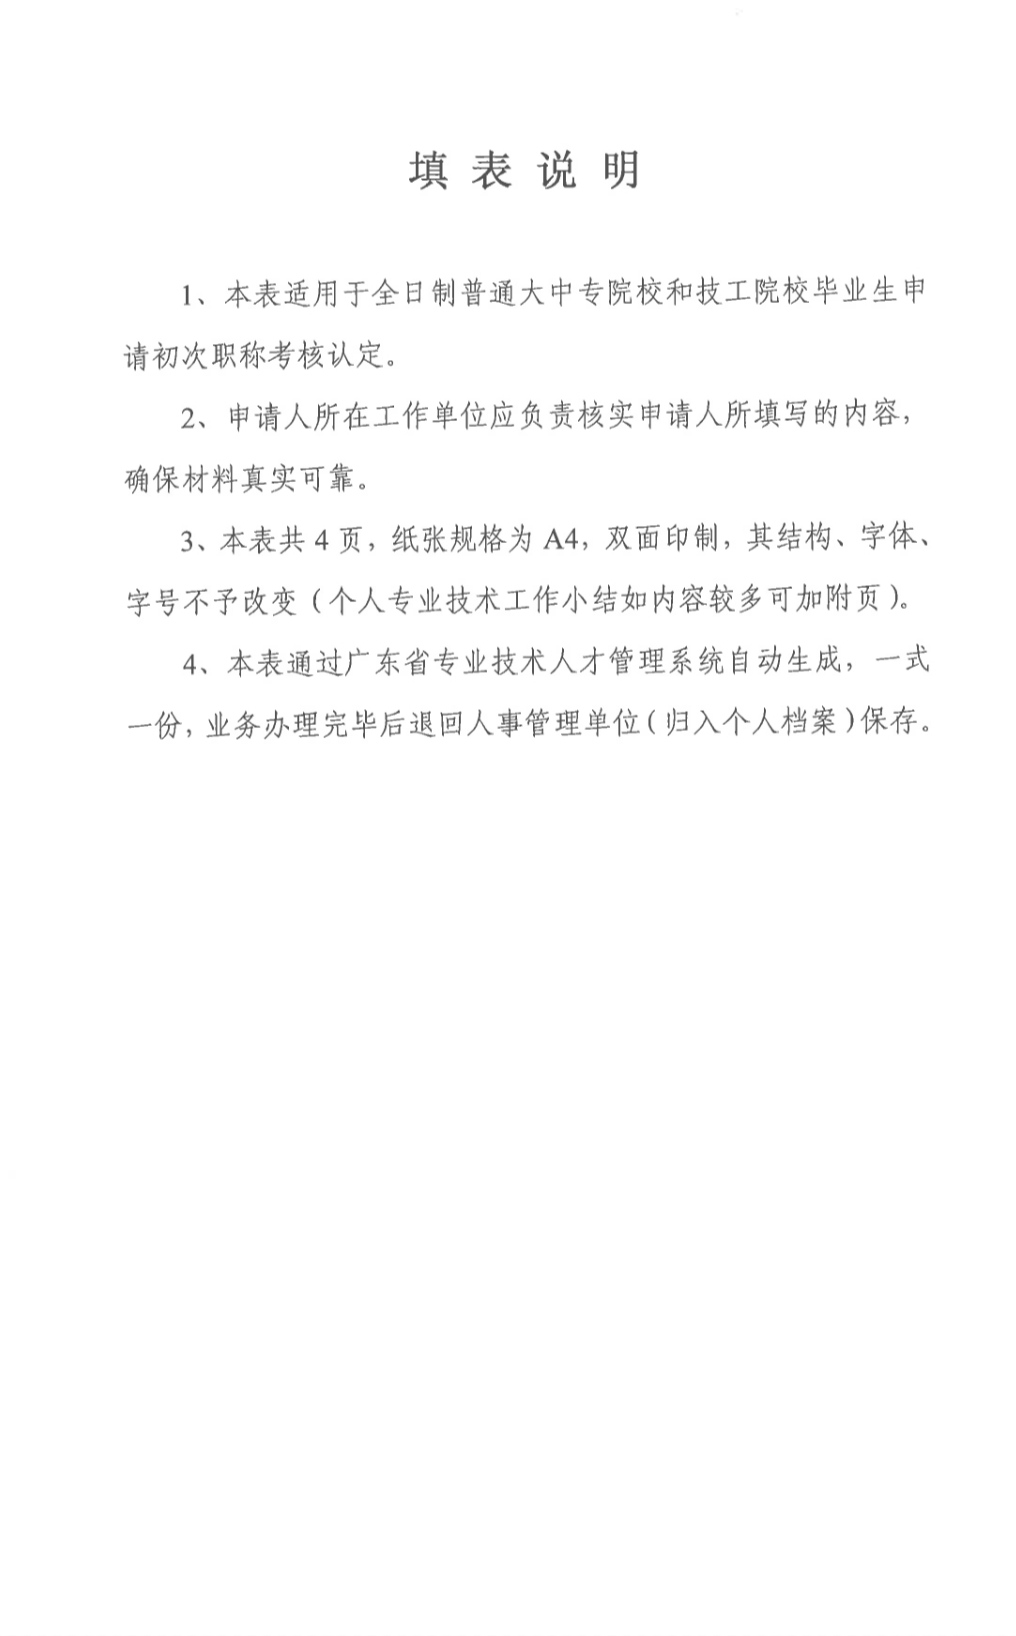 填表说明
1、本表适用于全日制普通大中专院校和技工院校毕业生申
请初次职称考核认定。
2、申请人所在工作单位应负责核实申请人所填写的内容，
确保材料真实可靠。
3、本表共 4 页，纸张规格为 A4，双面印制，其结构、字体、
字号不予改变（个人专业技术工作小结如内容较多可加附页）。
4、本表通过广东省专业技术人才管理系统自动生成，一式
一份，业务办理完毕后退回人事管理单位（归入个人档案）保存。